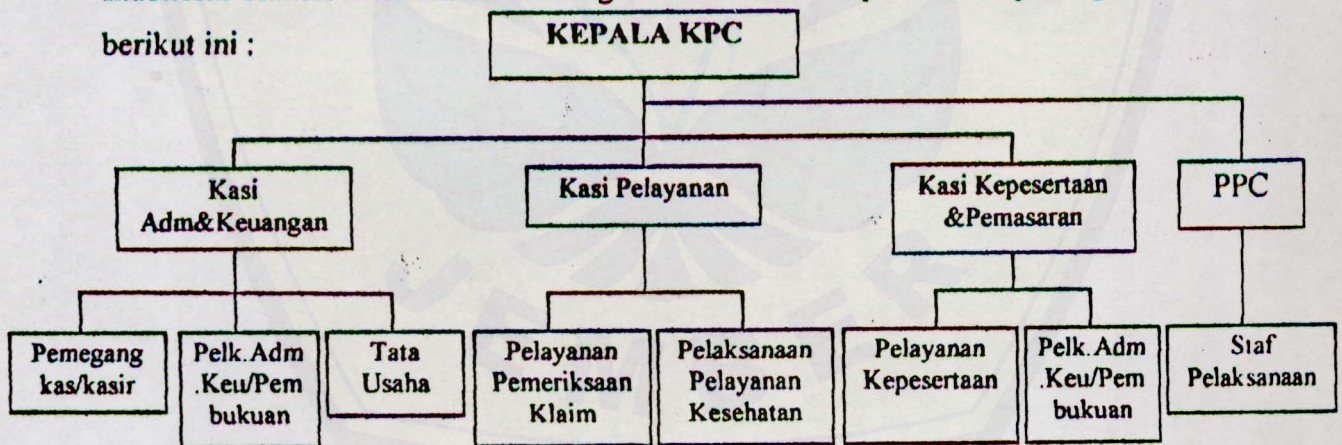 berikut ini :
KEPALA KPC
Kasi
Adm&Keuangan
Kasi Pelayanan
Kasi Kepesertaan
&Pemasaran
PPC
Pemegang
kas/kasir
Pelk.Adm
.Keu/Pem
bukuan
Tata
Usaha
Pelayanan
Pemeriksaan
Klaim
Pelaksanaan
Pelayanan
Kesehatan
Pelayanan
Kepesertaan
Pelk.Adm
.Keu/Pem
bukuan
Staf
Pelaksanaan
JEMBER